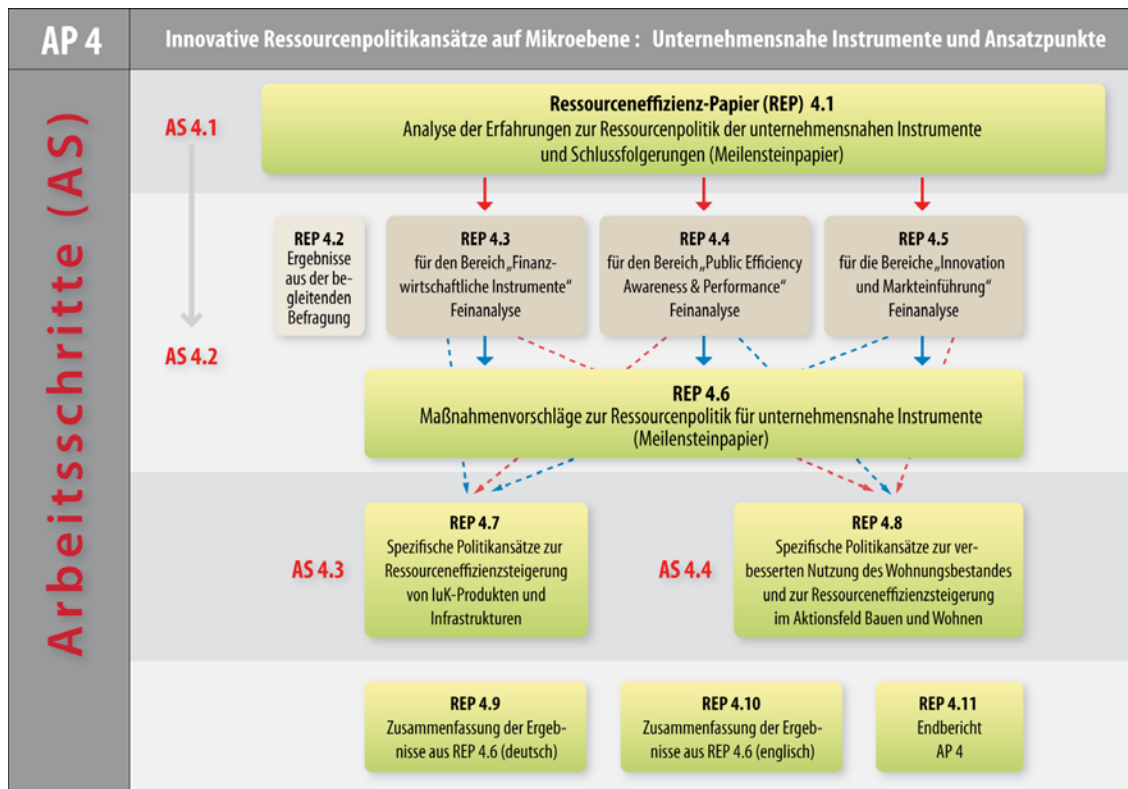 AP 4
Innovative Ressourcenpolitikansätze auf Mikroebene : Unternehmensnahe Instrumente und Ansatzpunkte
Arbeitsschritte (AS)
AS 4.1
Ressourceneffizienz-Papier (REP) 4.1
Analyse der Erfahrungen zur Ressourcenpolitik der unternehmensnahen Instrumente
und Schlussfolgerungen (Meilensteinpapier)
REP 4.2
Ergebnisse
aus der be-
gleitenden
Befragung
REP 4.3
für den Bereich „Finanz-
wirtschaftliche Instrumente“
Feinanalyse
REP 4.4
für den Bereich „Public Efficiency
Awareness & Performance“
Feinanalyse
REP 4.5
für die Bereiche „Innovation
und Markteinführung“
Feinanalyse
AS 4.2
REP 4.6
Maßnahmenvorschläge zur Ressourcenpolitik für unternehmensnahe Instrumente
(Meilensteinpapier)
AS 4.3
REP 4.7
Spezifische Politikansätze zur
Ressourceneffizienzsteigerung
von IuK-Produkten und
Infrastrukturen
AS 4.4
REP 4.8
Spezifische Politikansätze zur ver-
besserten Nutzung des Wohnungsbestandes
und zur Ressourceneffizienzsteigerung
im Aktionsfeld Bauen und Wohnen
REP 4.9
Zusammenfassung der Ergeb-
nisse aus REP 4.6 (deutsch)
REP 4.10
Zusammenfassung der Ergeb-
nisse aus REP 4.6 (englisch)
REP 4.11
Endbericht
AP 4